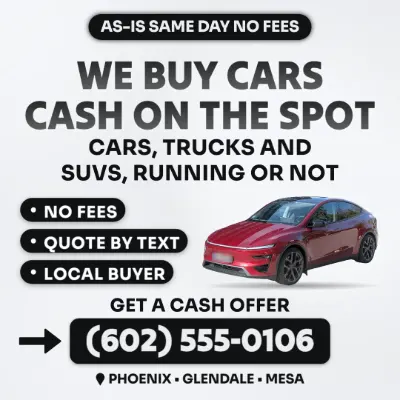 AS-IS SAME DAY NO FEES
WE BUY CARS
CASH ON THE SPOT
CARS, TRUCKS AND
SUVS, RUNNING OR NOT
• NO FEES
• QUOTE BY TEXT
• LOCAL BUYER
GET A CASH OFFER
(602) 555-0106
PHOENIX • GLENDALE • MESA